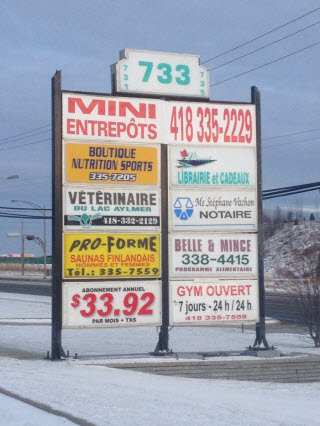 733
731
735
MINI
ENTREPÔTS
418 335-2229
BOUTIQUE
NUTRITION SPORTS
335-7205
LIBRAIRIE et CADEAUX
VÉTÉRINAIRE
DU LAC AYLMER
418-332-2129
Me Stéphane Vachon
NOTAIRE
PRO-FORME
SAUNAS FINLANDAIS
HOMMES ET FEMMES
Tél.: 335-7559
BELLE & MINCE
338-4415
PROGRAMME ALIMENTAIRE
ABONNEMENT ANNUEL
$33.92
PAR MOIS + TXS
GYM OUVERT
7 jours - 24 h / 24 h
418 335-7559